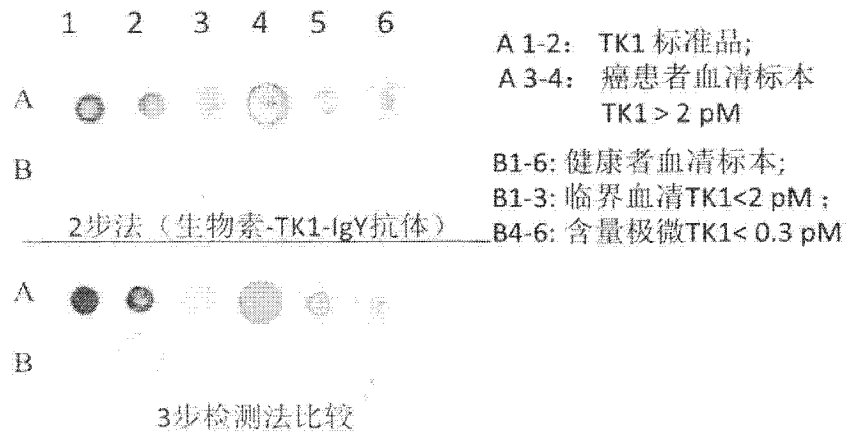 1 2 3 4 5 6
A
B
2步法（生物素-TK1-IgY抗体）
A
B
3步检测法比较
A 1-2： TK1 标准品;
A 3-4： 癌患者血清标本
TK1 > 2 pM
B1-6: 健康者血清标本;
B1-3: 临界血清TK1<2 pM；
B4-6: 含量极微TK1< 0.3 pM